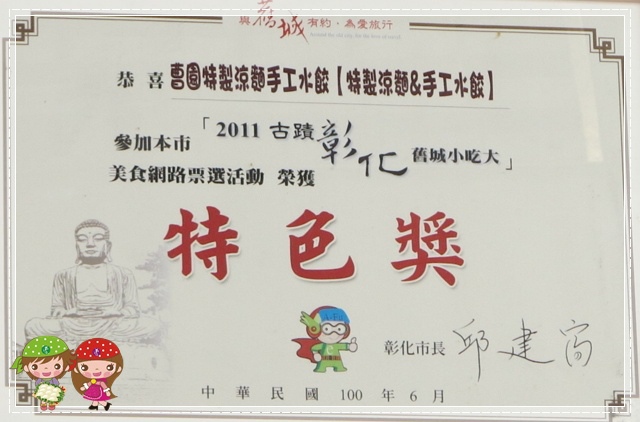 與舊城有約．為愛旅行
恭喜 曹園特製涼麵手工水餃【特製涼麵&手工水餃】
參加本市「2011 古蹟彰化舊城小吃大」
美食網路票選活動 榮獲
特色獎
彰化市長 邱建富
中華民國 100 年 6 月